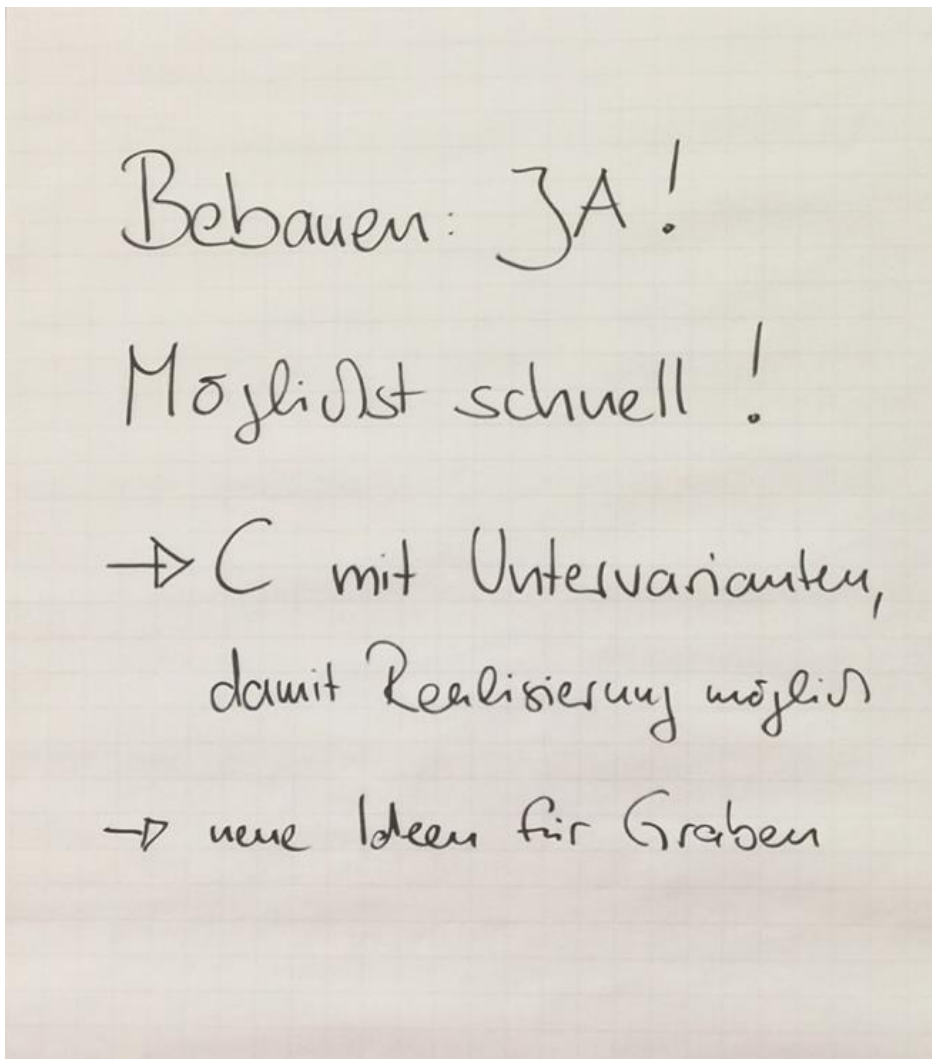 Bebauen: JA!
Möglichst schnell!
→ C mit Untervarianten,
damit Realisierung möglich
→ neue Ideen für Graben